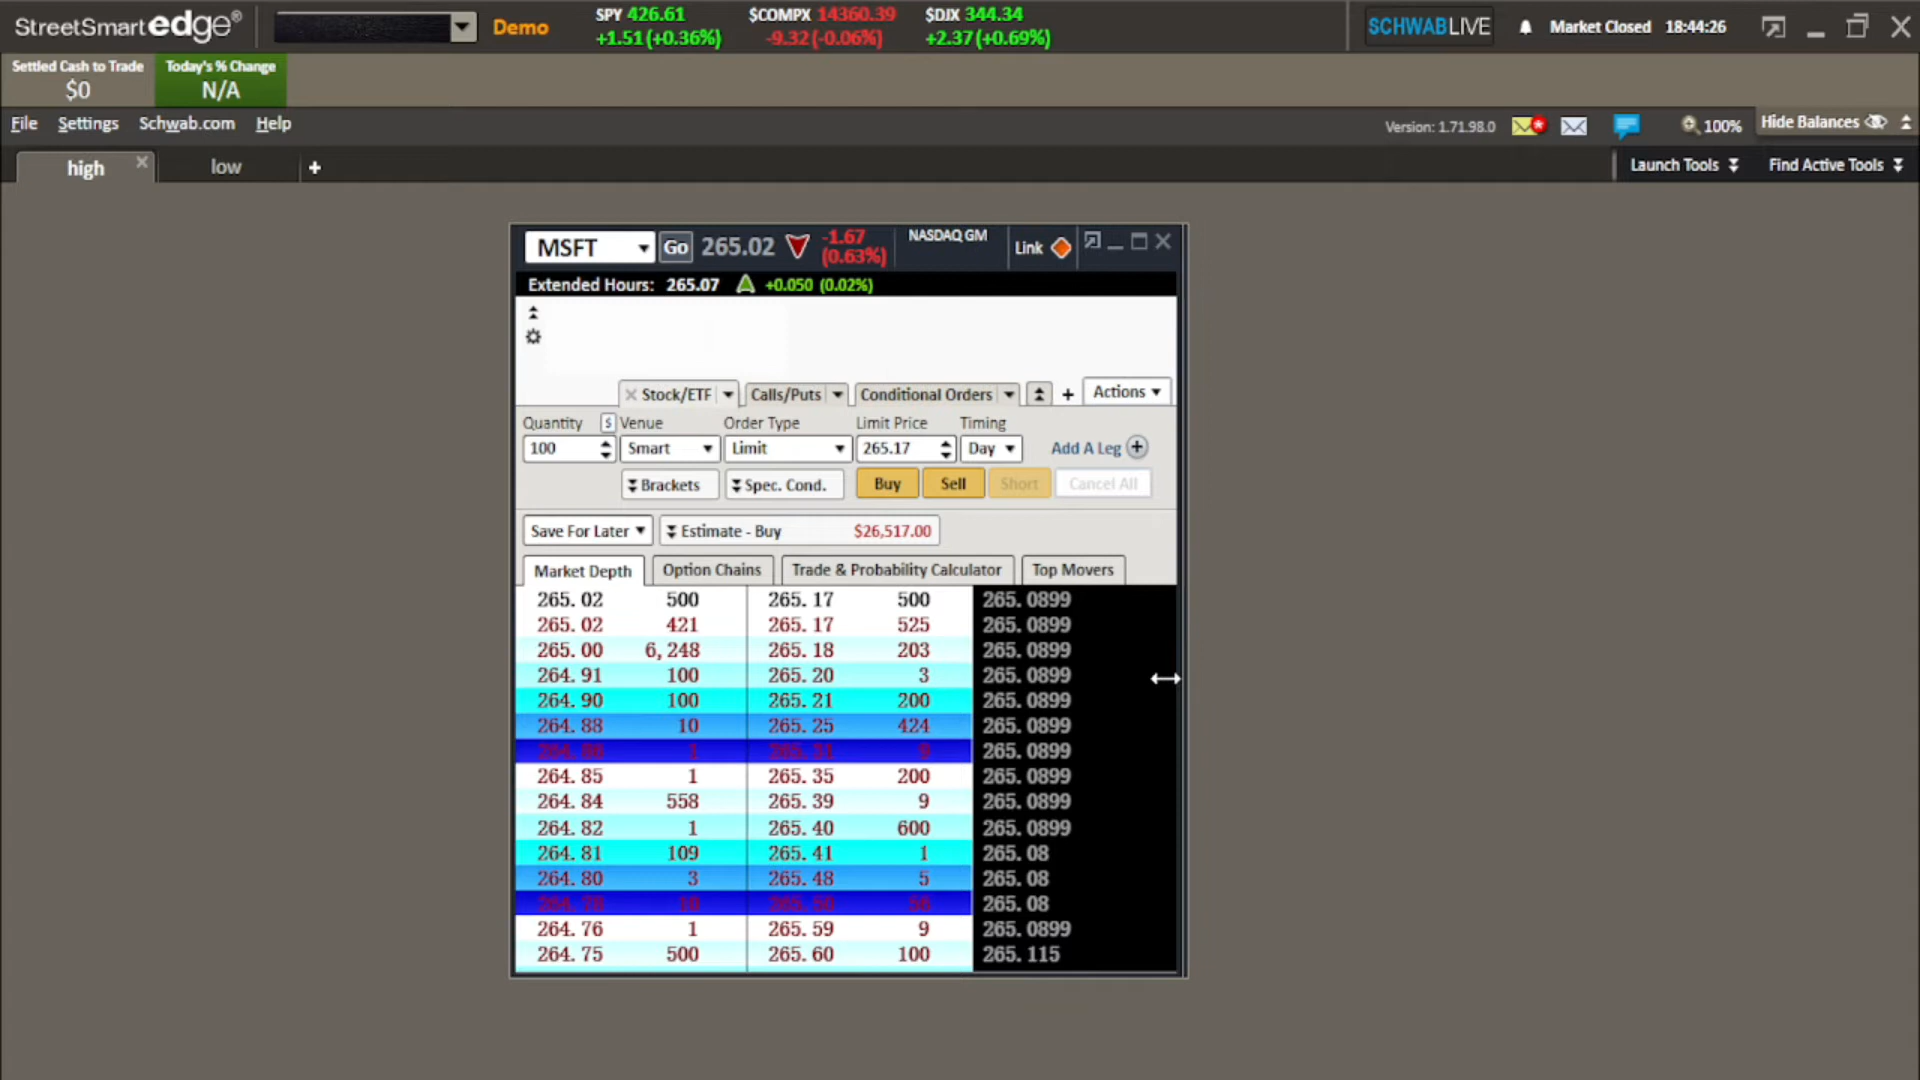 StreetSmart edge® Demo SPY 426.61 $COMPX 14360.39 $DJX 344.34 SCHWABLIVE Market Closed 18:44:26
+1.51 (+0.36%) -9.32 (-0.06%) +2.37 (+0.69%)
Settled Cash to Trade Today's % Change
$0 N/A
File Settings Schwab.com Help Version: 1.71.98.0 100% Hide Balances
high low + Launch Tools Find Active Tools
MSFT Go 265.02 -1.67 (0.63%) NASDAQ GM Link
Extended Hours: 265.07 +0.050 (0.02%)
Stock/ETF Calls/Puts Conditional Orders + Actions
Quantity $ Venue Order Type Limit Price Timing
100 Smart Limit 265.17 Day Add A Leg
Brackets Spec. Cond. Buy Sell Short Cancel All
Save For Later Estimate - Buy $26,517.00
Market Depth Option Chains Trade & Probability Calculator Top Movers
265.02 500 265.17 500 265.0899
265.02 421 265.17 525 265.0899
265.00 6,248 265.18 203 265.0899
264.91 100 265.20 3 265.0899
264.90 100 265.21 200 265.0899
264.88 10 265.25 424 265.0899
1 265.31 9 265.0899
264.85 1 265.35 200 265.0899
264.84 558 265.39 9 265.0899
264.82 1 265.40 600 265.0899
264.81 109 265.41 1 265.08
264.80 3 265.48 5 265.08
264.78 10 265.50 265.08
264.76 1 265.59 9 265.0899
264.75 500 265.60 100 265.115